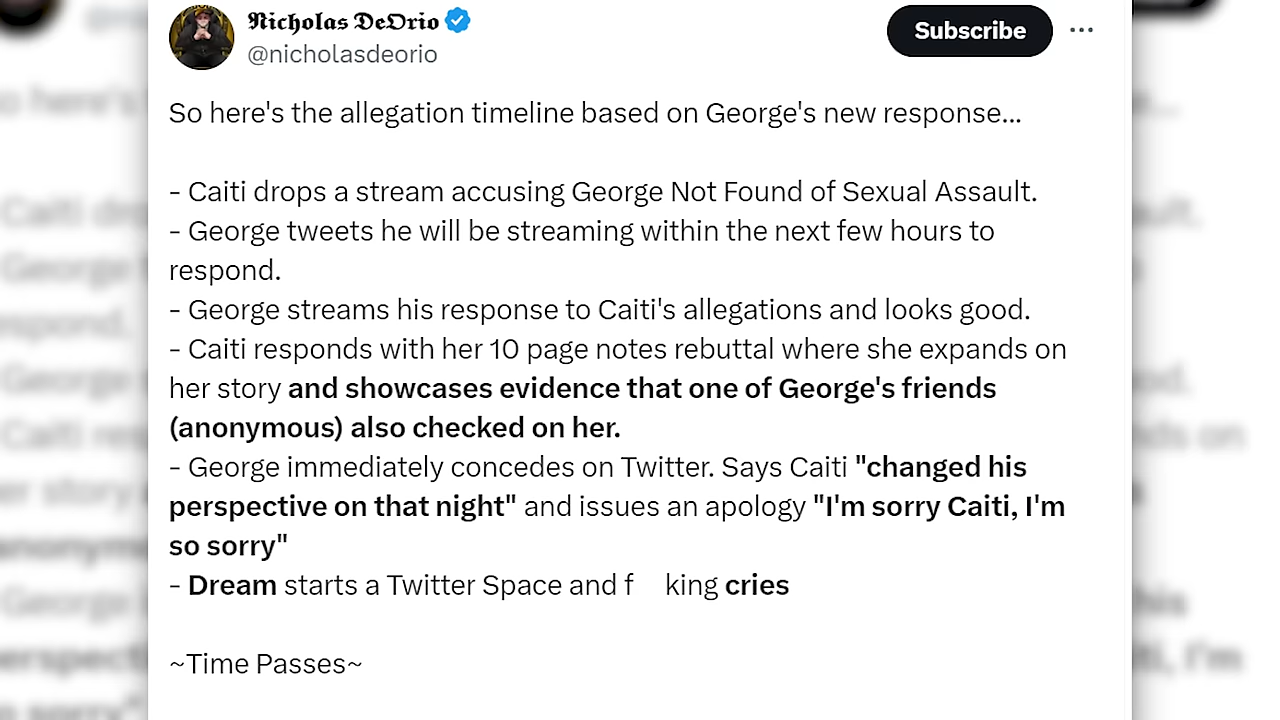 Nicholas DeOrio
@nicholasdeorio
Subscribe
So here's the allegation timeline based on George's new response...
- Caiti drops a stream accusing George Not Found of Sexual Assault.
- George tweets he will be streaming within the next few hours to
respond.
- George streams his response to Caiti's allegations and looks good.
- Caiti responds with her 10 page notes rebuttal where she expands on
her story and showcases evidence that one of George's friends
(anonymous) also checked on her.
- George immediately concedes on Twitter. Says Caiti "changed his
perspective on that night" and issues an apology "I'm sorry Caiti, I'm
so sorry"
- Dream starts a Twitter Space and f king cries
~Time Passes~